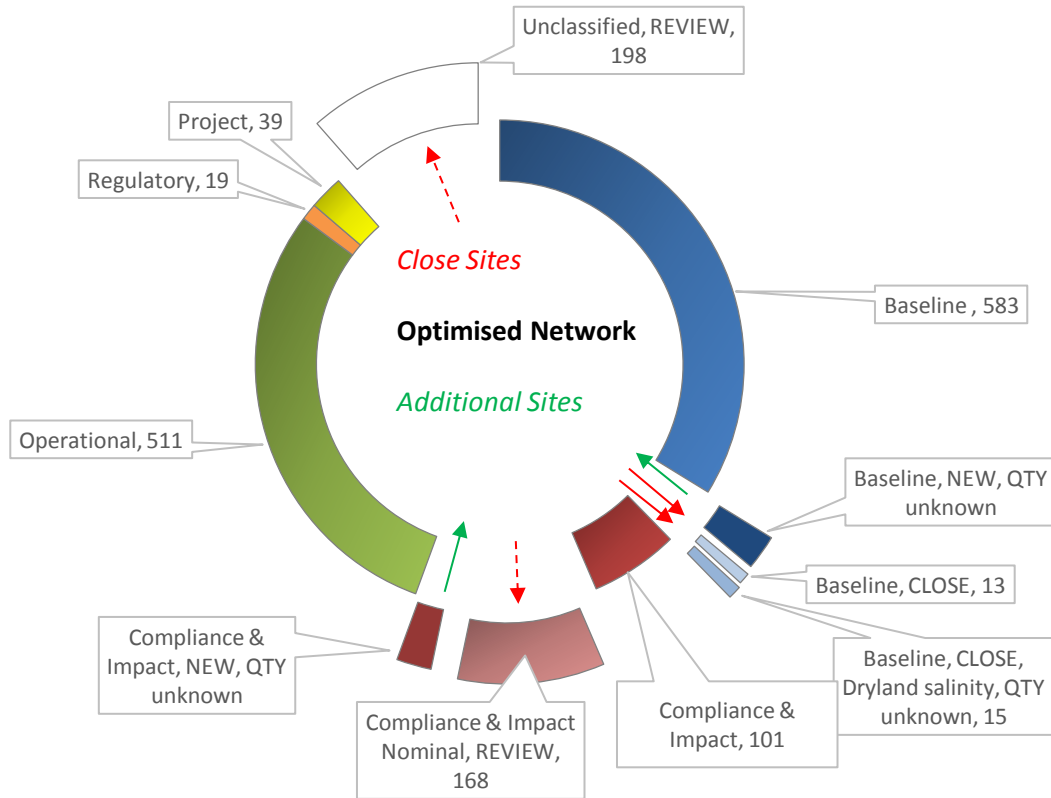 Unclassified, REVIEW,
198
Project, 39
Regulatory, 19
Close Sites
Baseline , 583
Optimised Network
Additional Sites
Operational, 511
Baseline, NEW, QTY
unknown
Baseline, CLOSE, 13
Compliance &
Impact, NEW, QTY
unknown
Compliance & Impact
Nominal, REVIEW,
168
Compliance &
Impact, 101
Baseline, CLOSE,
Dryland salinity, QTY
unknown, 15